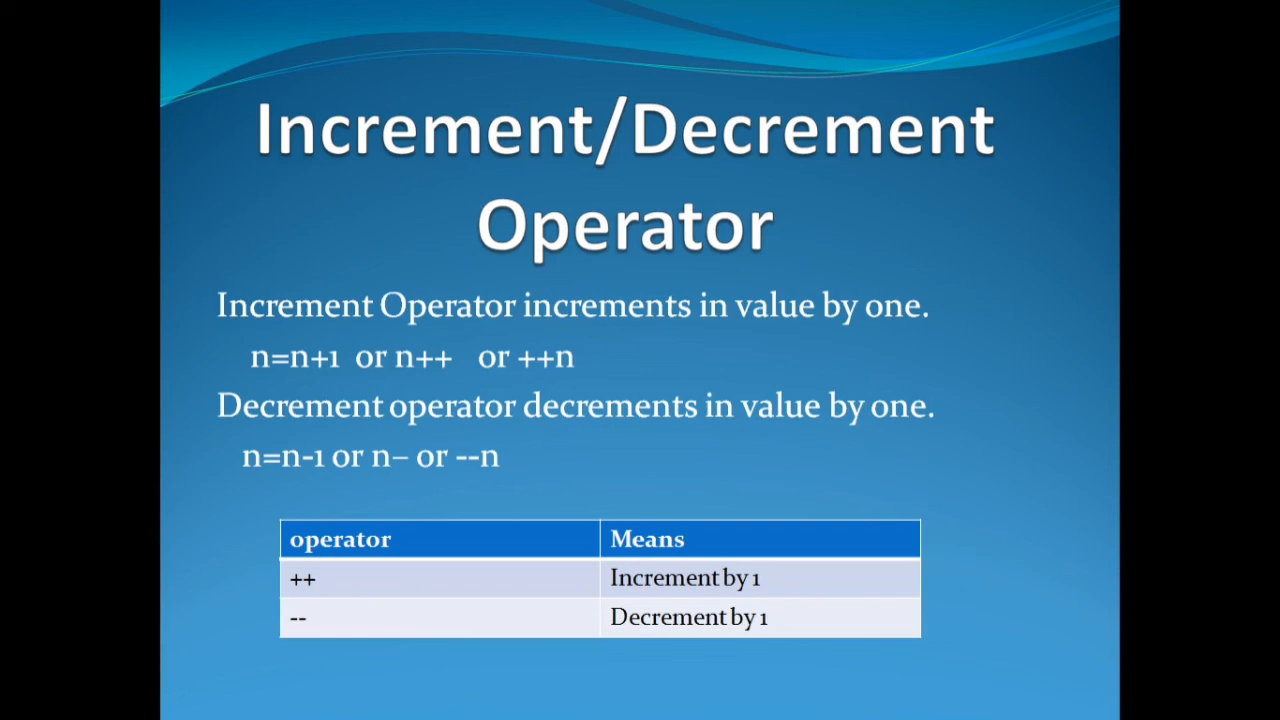 Increment/Decrement
Operator
Increment Operator increments in value by one.
n=n+1 or n++ or ++n
Decrement operator decrements in value by one.
n=n-1 or n– or --n
operator Means
++ Increment by 1
-- Decrement by 1